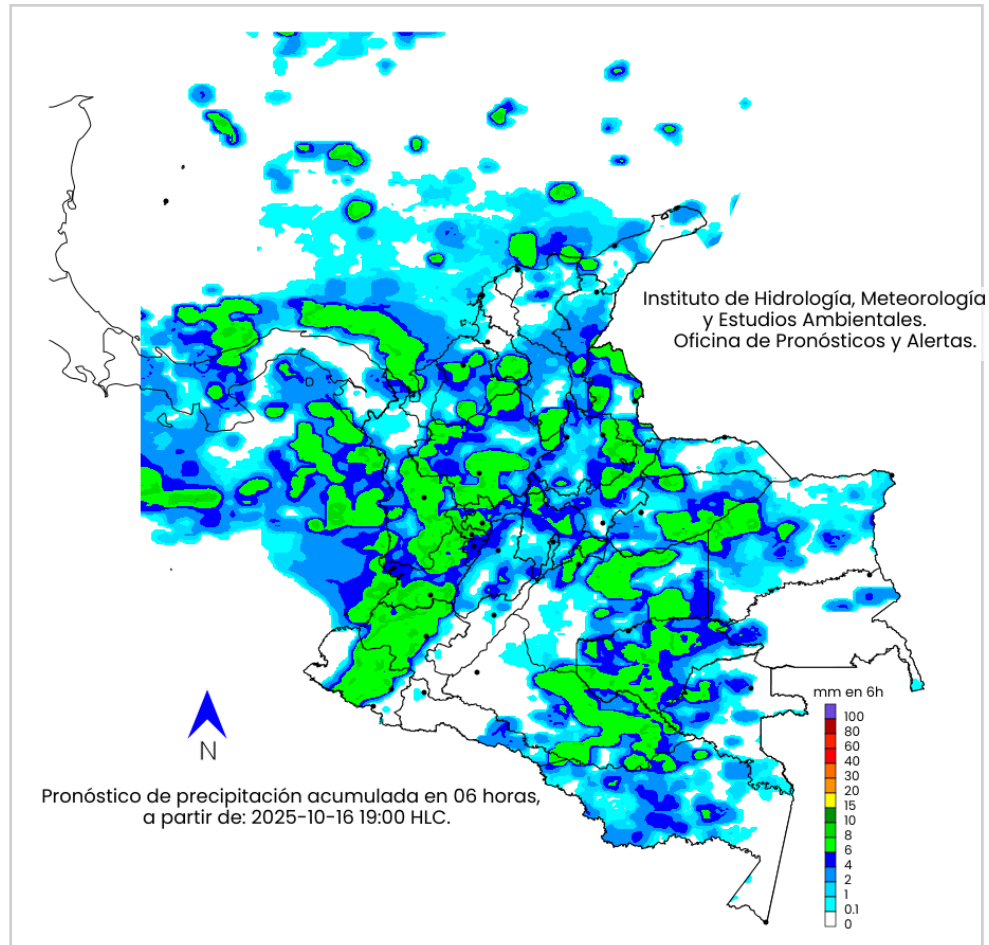 Instituto de Hidrología, Meteorología
y Estudios Ambientales.
Oficina de Pronósticos y Alertas.
N
Pronóstico de precipitación acumulada en 06 horas,
a partir de: 2025-10-16 19:00 HLC.
mm en 6h
100
80
60
40
30
20
15
10
8
6
4
2
1
0.1
0